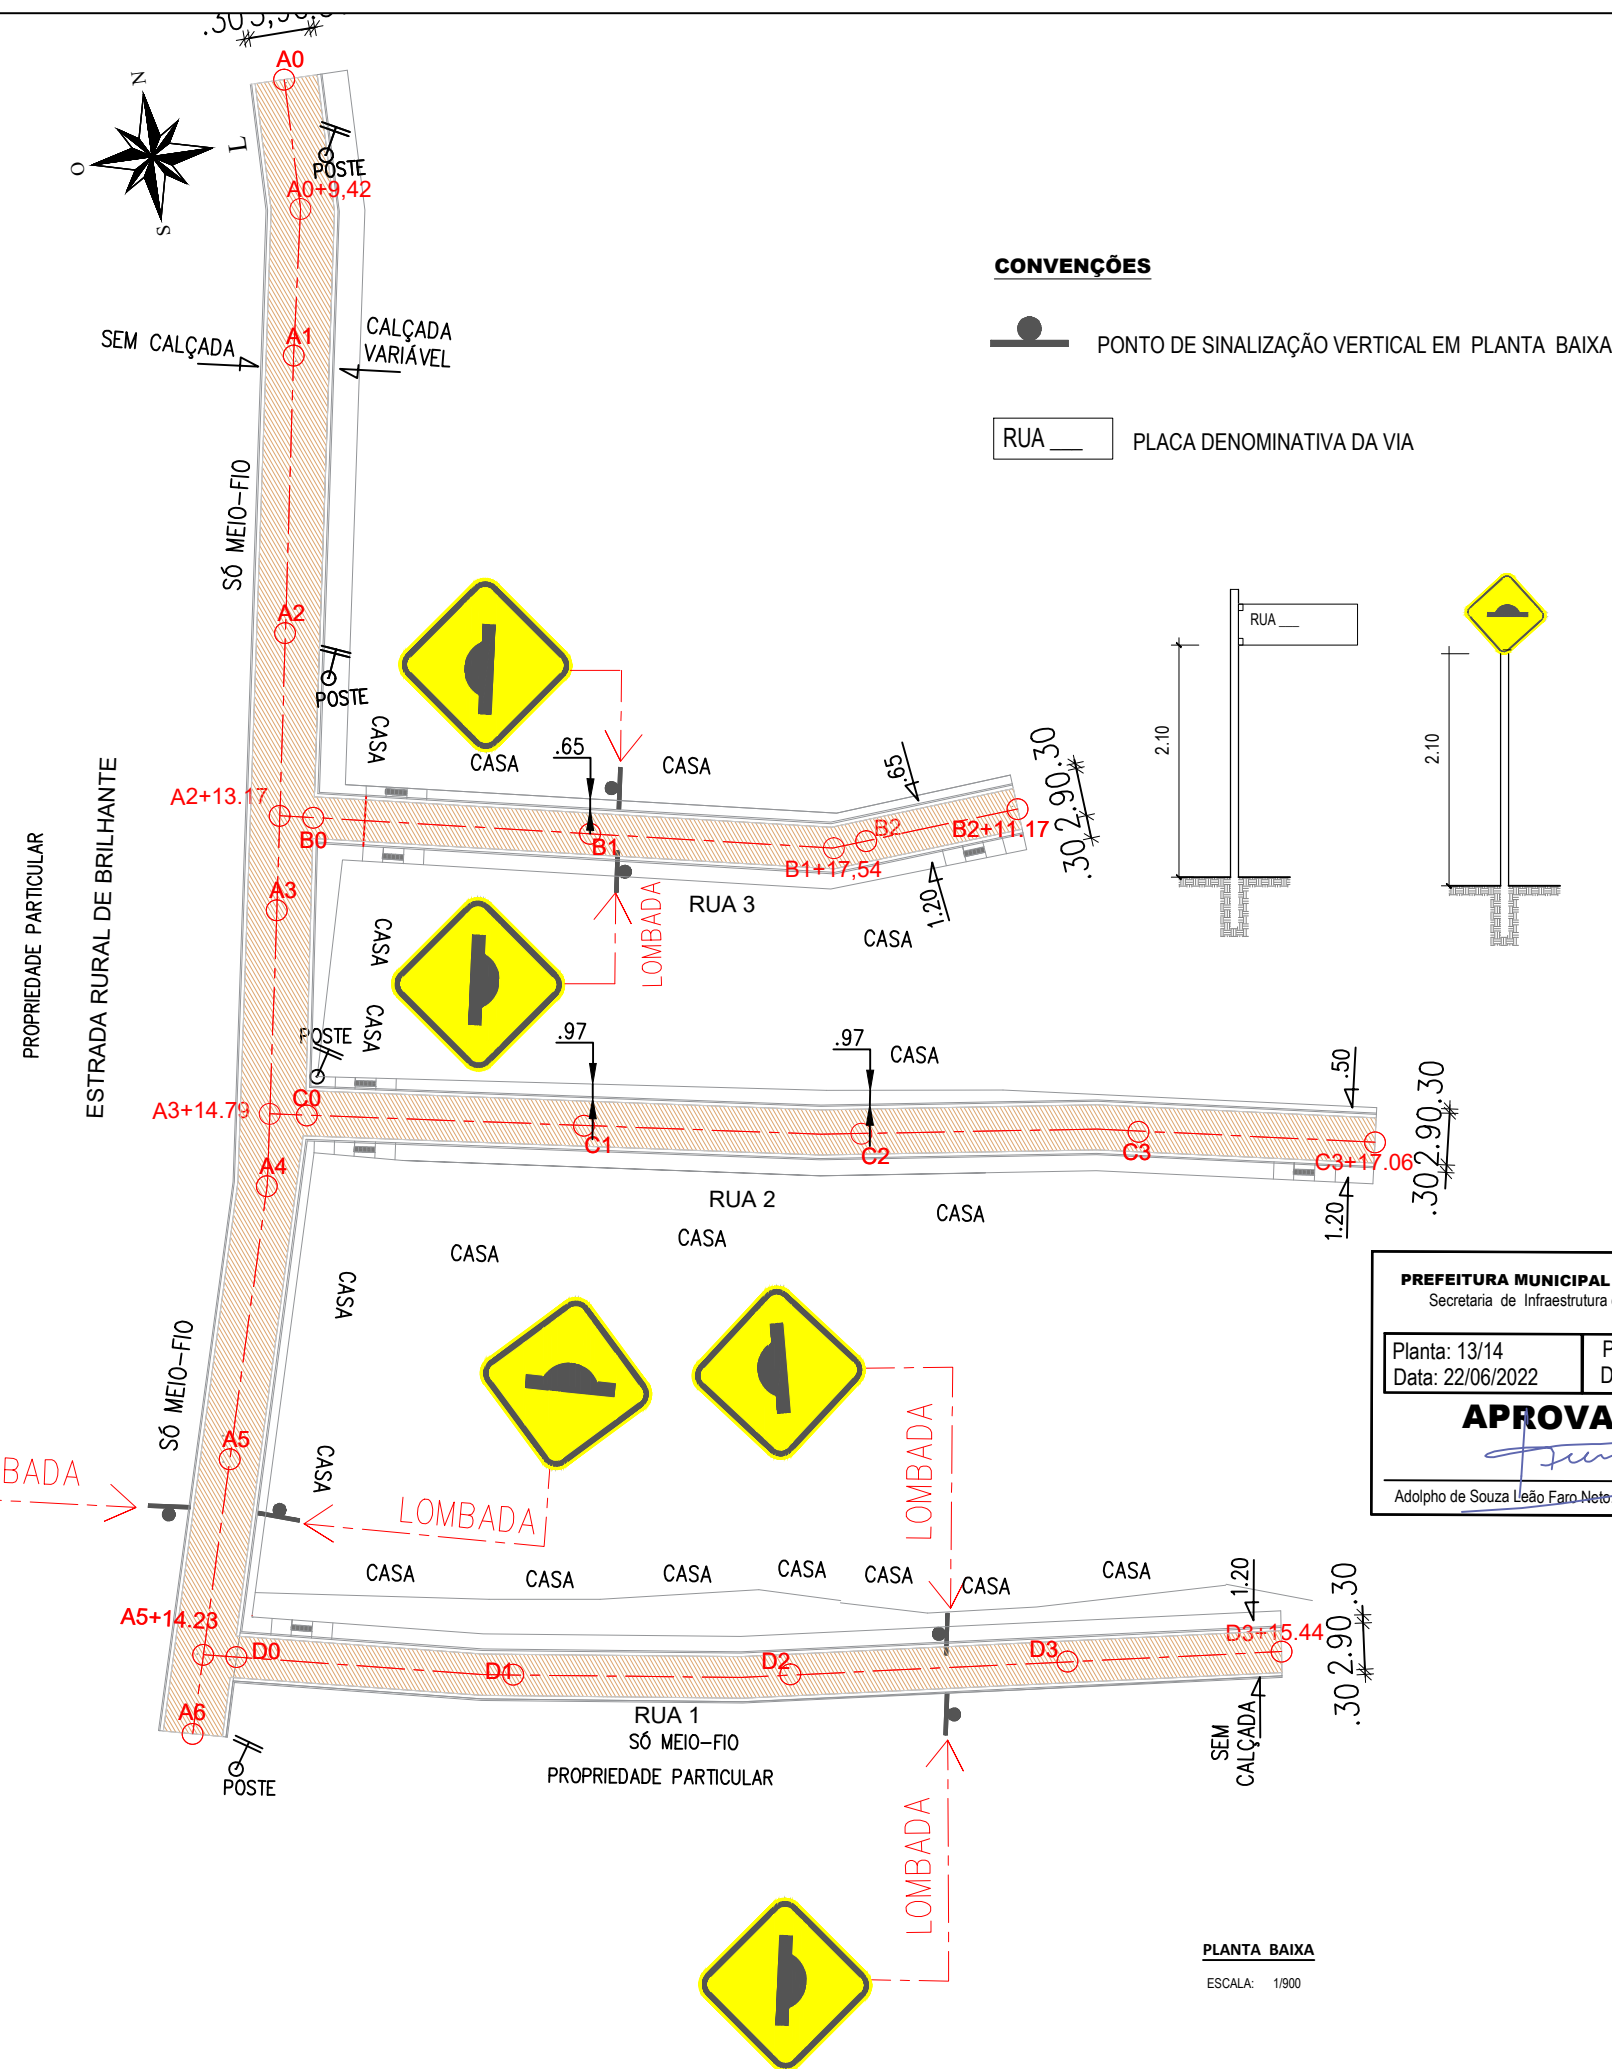 A0
N
L
O
S
POSTE
A0+9,42
CONVENÇÕES
PONTO DE SINALIZAÇÃO VERTICAL EM PLANTA BAIXA
RUA ___
PLACA DENOMINATIVA DA VIA
SEM CALÇADA
A1
CALÇADA
VARIÁVEL
SÓ MEIO-FIO
A2
POSTE
RUA ___
2.10
2.10
CASA
CASA
.65
CASA
.65
.30 2.90 .30
A2+13.17
B0
B1
B1+17,54
B2
B2+11.17
PROPRIEDADE PARTICULAR
ESTRADA RURAL DE BRILHANTE
A3
CASA
LOMBADA
RUA 3
1.20
CASA
CASA
POSTE
.97
.97
CASA
.50
.30 2.90 .30
A3+14.79
C0
C1
C2
C3
C3+17.06
A4
RUA 2
1.20
CASA
CASA
CASA
CASA
PREFEITURA MUNICIPAL
Secretaria de Infraestrutura
Planta: 13/14
Data: 22/06/2022
P
D
APROVA
Adolpho de Souza Leão Faro Neto
SÓ MEIO-FIO
A5
CASA
BADA
LOMBADA
LOMBADA
CASA
CASA
CASA
CASA
CASA
CASA
CASA
1.20
.30 2.90 .30
A5+14.23
D0
D1
D2
D3
D3+15.44
A6
POSTE
RUA 1
SÓ MEIO-FIO
PROPRIEDADE PARTICULAR
SEM
CALÇADA
LOMBADA
PLANTA BAIXA
ESCALA: 1/900